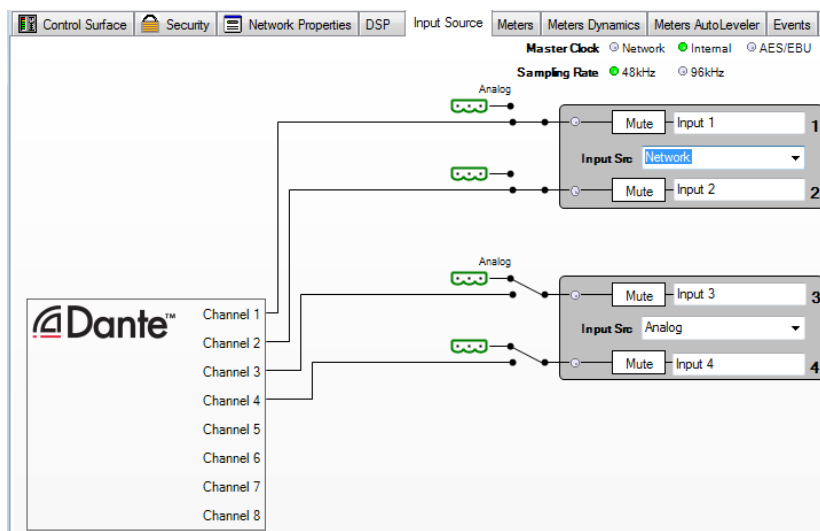 Control Surface Security Network Properties DSP Input Source Meters Meters Dynamics Meters AutoLeveler Events
Master Clock Network Internal AES/EBU
Sampling Rate 48kHz 96kHz
Analog
Mute Input 1 1
Input Src Network
Mute Input 2 2
Analog
Mute Input 3 3
Input Src Analog
Mute Input 4 4
Dante™
Channel 1
Channel 2
Channel 3
Channel 4
Channel 5
Channel 6
Channel 7
Channel 8